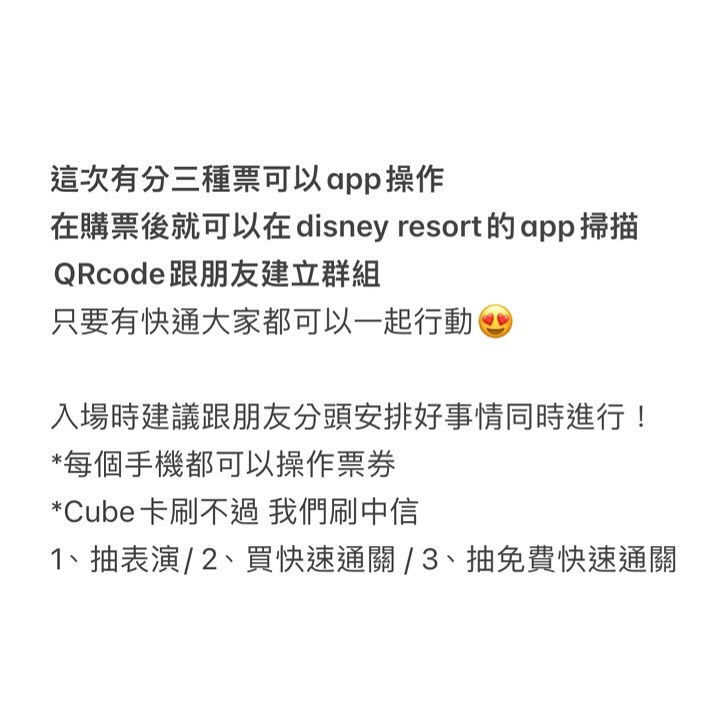 這次有分三種票可以app操作
在購票後就可以在disney resort的app掃描
QRcode跟朋友建立群組
只要有快通大家都可以一起行動😍
入場時建議跟朋友分頭安排好事情同時進行！
*每個手機都可以操作票券
*Cube卡刷不過 我們刷中信
1、抽表演/ 2、買快速通關 / 3、抽免費快速通關